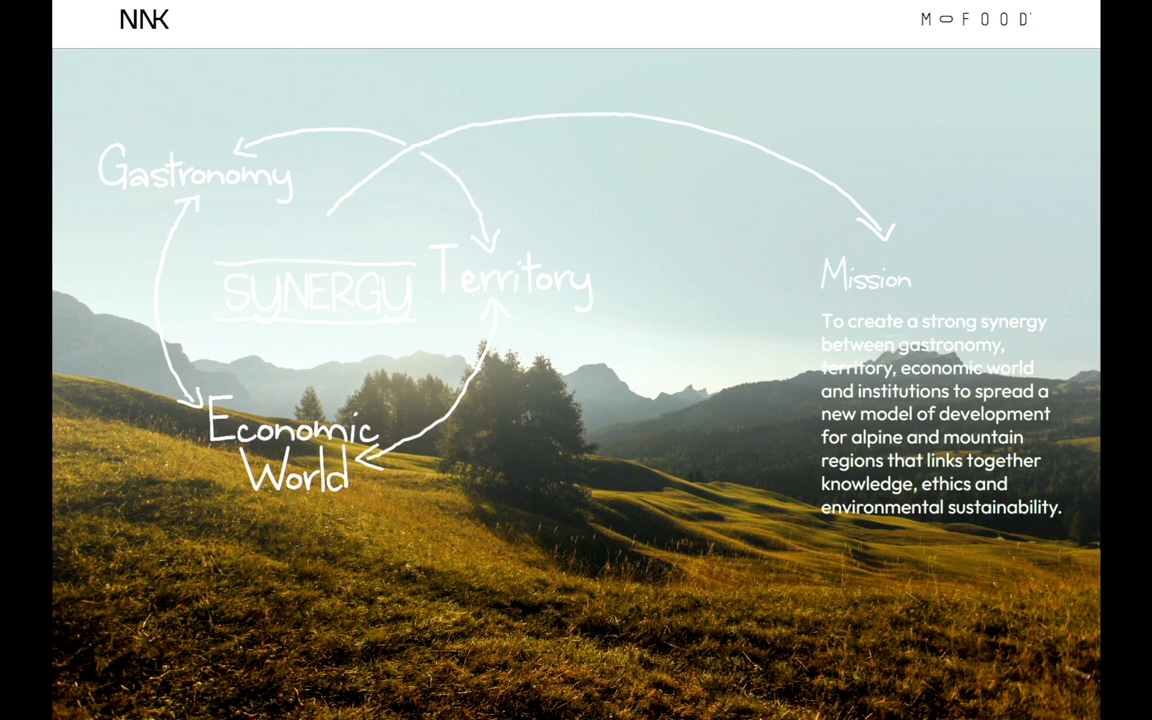 NNK
M FOOD
Gastronomy
SYNERGY
Territory
Economic
World
Mission
To create a strong synergy
between gastronomy,
territory, economic world
and institutions to spread a
new model of development
for alpine and mountain
regions that links together
knowledge, ethics and
environmental sustainability.